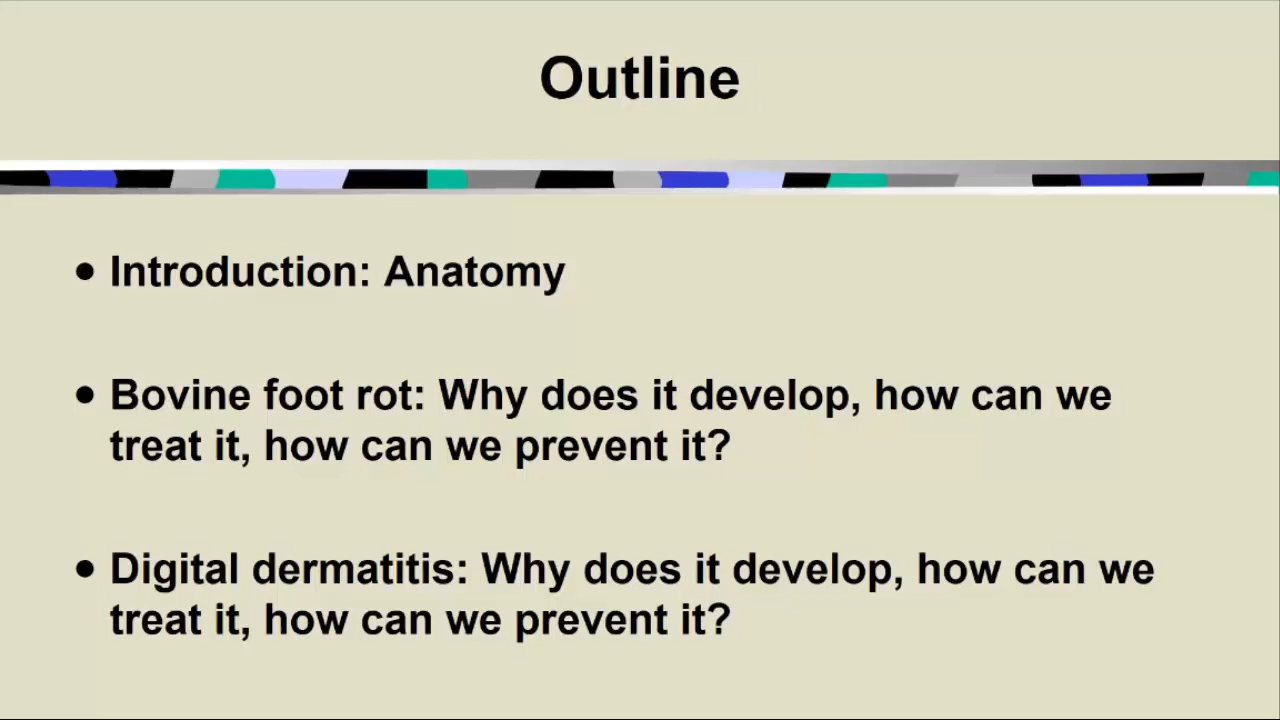 Outline
• Introduction: Anatomy
• Bovine foot rot: Why does it develop, how can we
treat it, how can we prevent it?
• Digital dermatitis: Why does it develop, how can we
treat it, how can we prevent it?